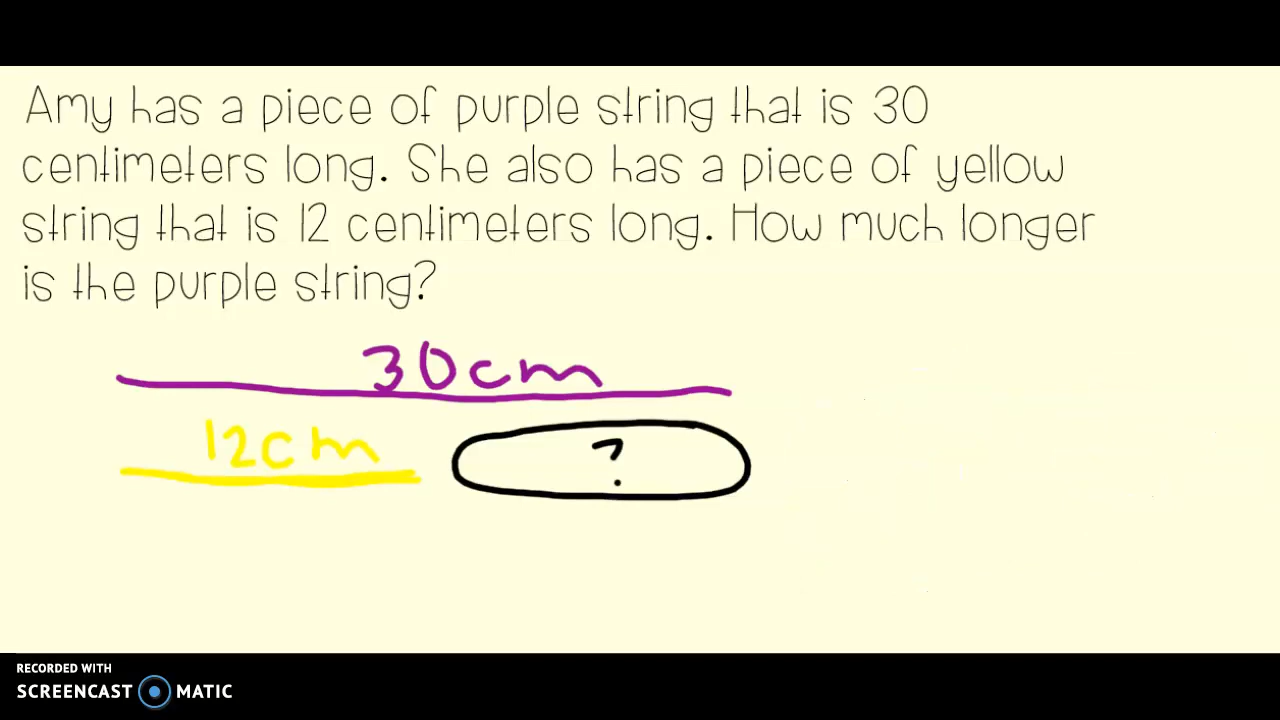 Amy has a piece of purple string that is 30
centimeters long. She also has a piece of yellow
string that is 12 centimeters long. How much longer
is the purple string?
30cm
12cm
?
RECORDED WITH
SCREENCAST MATIC